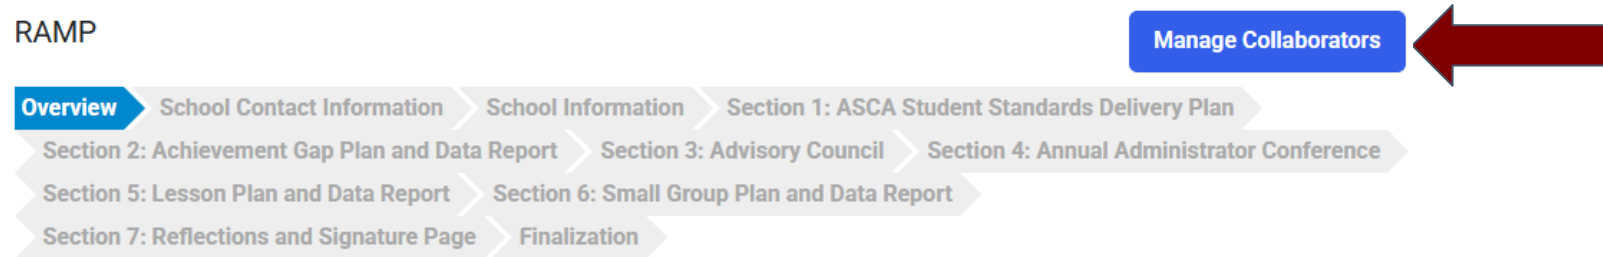 RAMP
Manage Collaborators
Overview School Contact Information School Information Section 1: ASCA Student Standards Delivery Plan
Section 2: Achievement Gap Plan and Data Report Section 3: Advisory Council Section 4: Annual Administrator Conference
Section 5: Lesson Plan and Data Report Section 6: Small Group Plan and Data Report
Section 7: Reflections and Signature Page Finalization